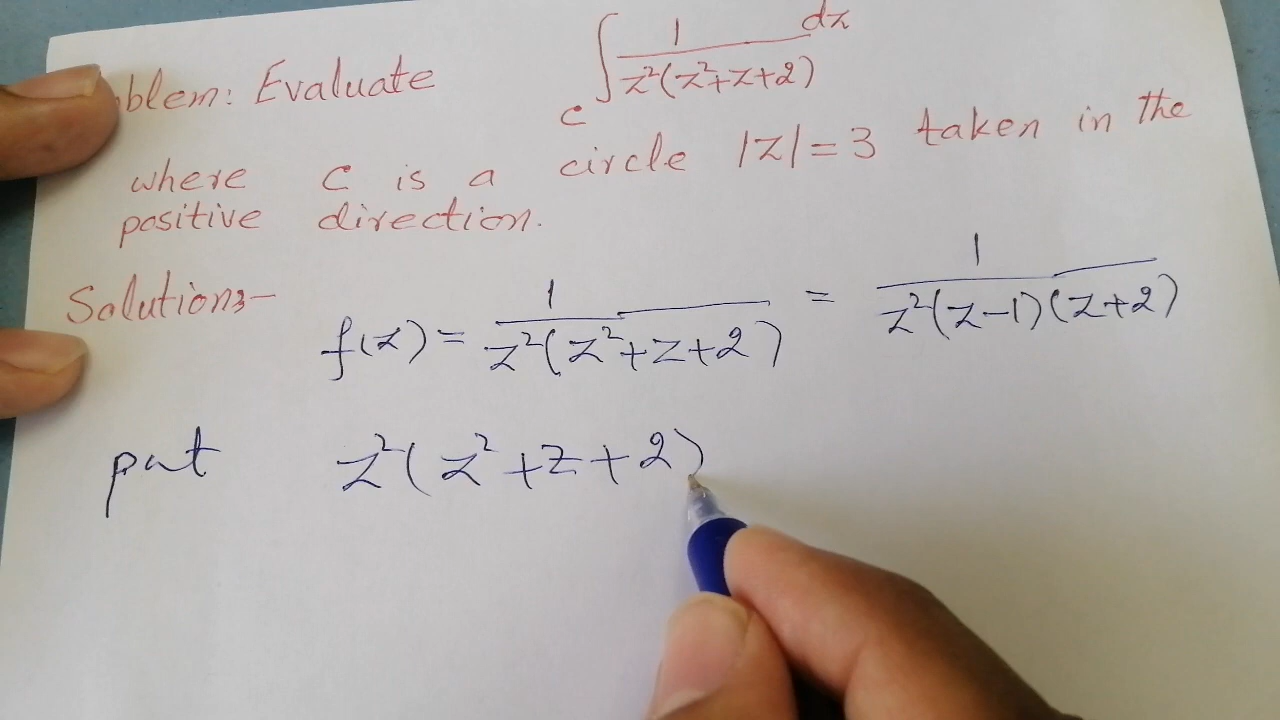 blem: Evaluate ∫_c 1/(z²(z²+z+2)) dz
where c is a circle |z|=3 taken in the
positive direction.
Solution:-
f(z) = 1/(z²(z²+z+2)) = 1/(z²(z-1)(z+2))
put z²(z²+z+2)